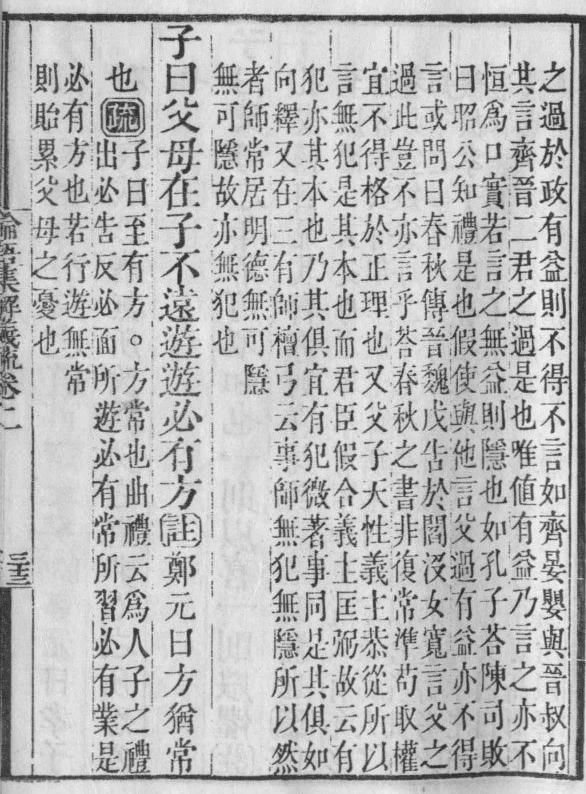 之過於政有益則不得不言如齊晏嬰與晉叔向
其言齊晉二君之過是也唯値有益乃言之亦不
恒爲口實若言之無益則隱也如孔子荅陳司敗
曰昭公知禮是也假使與他言父過有益亦不得
言或問曰春秋傳晉魏戊告於閻沒女寬言父之
過此豈不亦言乎荅春秋之書非復常準苟取權
宜不得格於正理也又父子天性義主恭從所以
言無犯是其本也而君臣假合義主匡弼故云有
犯亦其本也乃其俱宜有犯微著事同是其俱如
向釋又在三有師檀弓云事師無犯無隱所以然
者師常居明德無可隱
無可隱故亦無犯也
子曰父母在子不遠遊遊必有方註鄭元曰方猶常
也疏子曰至有方。方常也曲禮云爲人子之禮
出必告反必面所遊必有常所習必有業是
必有方也若行遊無常
則貽累父母之憂也
論語集解義疏卷二
三十三